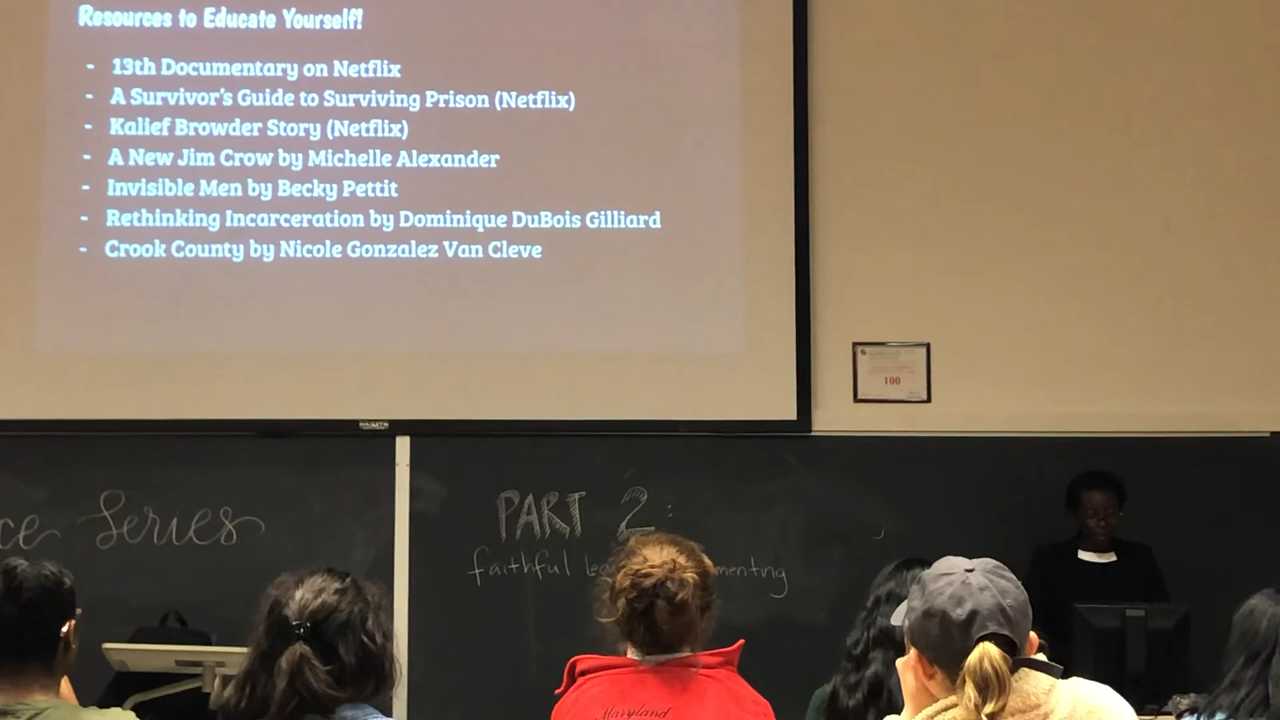 Resources to Educate Yourself!
- 13th Documentary on Netflix
- A Survivor's Guide to Surviving Prison (Netflix)
- Kalief Browder Story (Netflix)
- A New Jim Crow by Michelle Alexander
- Invisible Men by Becky Pettit
- Rethinking Incarceration by Dominique DuBois Gilliard
- Crook County by Nicole Gonzalez Van Cleve
100
Series
PART 2:
faithful
Maryland